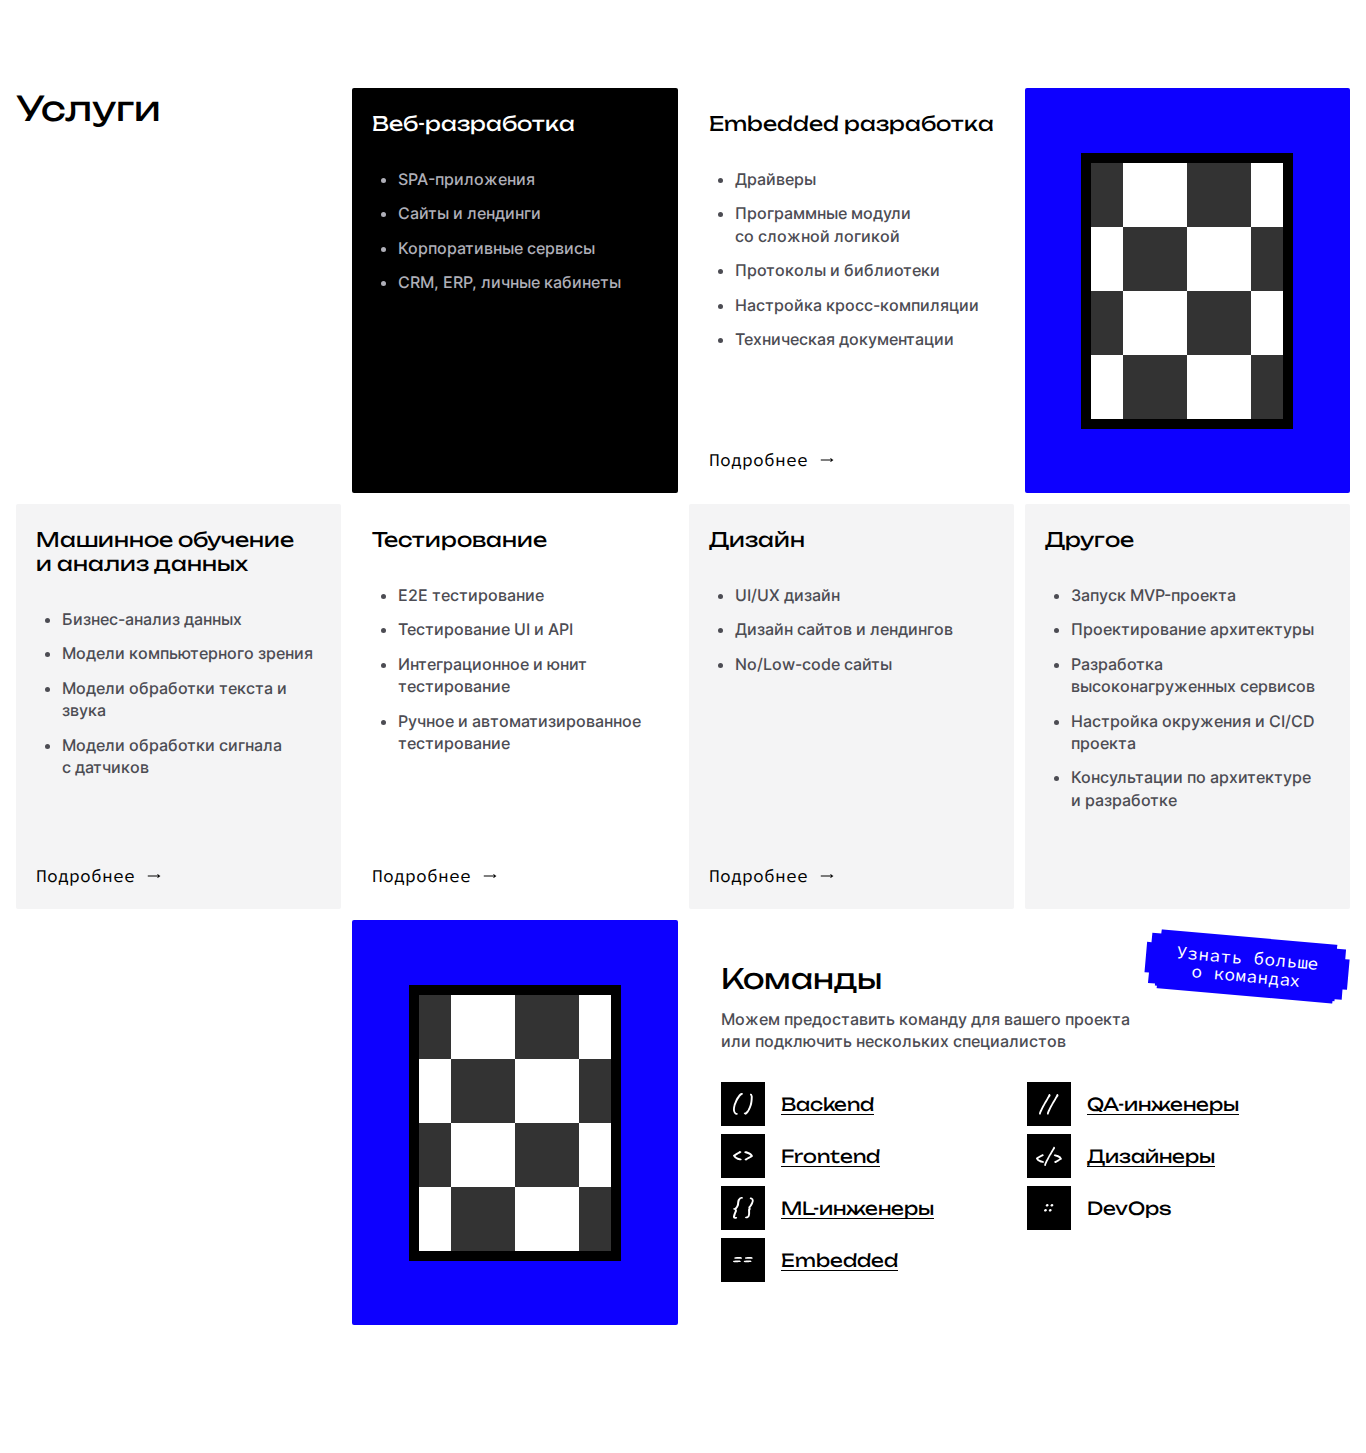 Услуги
Веб-разработка
SPA-приложения
Сайты и лендинги
Корпоративные сервисы
CRM, ERP, личные кабинеты
Embedded разработка
Драйверы
Программные модули
со сложной логикой
Протоколы и библиотеки
Настройка кросс-компиляции
Техническая документации
Подробнее →
Машинное обучение
и анализ данных
Бизнес-анализ данных
Модели компьютерного зрения
Модели обработки текста и
звука
Модели обработки сигнала
с датчиков
Подробнее →
Тестирование
E2E тестирование
Тестирование UI и API
Интеграционное и юнит
тестирование
Ручное и автоматизированное
тестирование
Подробнее →
Дизайн
UI/UX дизайн
Дизайн сайтов и лендингов
No/Low-code сайты
Подробнее →
Другое
Запуск MVP-проекта
Проектирование архитектуры
Разработка
высоконагруженных сервисов
Настройка окружения и CI/CD
проекта
Консультации по архитектуре
и разработке
Команды
Узнать больше
о командах
Можем предоставить команду для вашего проекта
или подключить нескольких специалистов
() Backend
<> Frontend
{} ML-инженеры
== Embedded
// QA-инженеры
</> Дизайнеры
:: DevOps